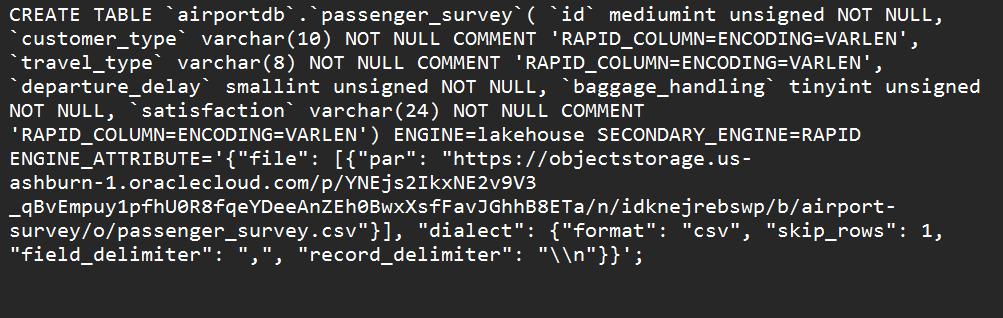 CREATE TABLE `airportdb`.`passenger_survey`( `id` mediumint unsigned NOT NULL,
`customer_type` varchar(10) NOT NULL COMMENT 'RAPID_COLUMN=ENCODING=VARLEN',
`travel_type` varchar(8) NOT NULL COMMENT 'RAPID_COLUMN=ENCODING=VARLEN',
`departure_delay` smallint unsigned NOT NULL, `baggage_handling` tinyint unsigned
NOT NULL, `satisfaction` varchar(24) NOT NULL COMMENT
'RAPID_COLUMN=ENCODING=VARLEN') ENGINE=lakehouse SECONDARY_ENGINE=RAPID
ENGINE_ATTRIBUTE='{"file": [{"par": "https://objectstorage.us-
ashburn-1.oraclecloud.com/p/YNEjs2IkxNE2v9V3
_qBvEmpuy1pfhU0R8fqeYDeeAnZEh0BwxXsfFavJGhhB8ETa/n/idknejrebswp/b/airport-
survey/o/passenger_survey.csv"}], "dialect": {"format": "csv", "skip_rows": 1,
"field_delimiter": ",", "record_delimiter": "\\n"}}';